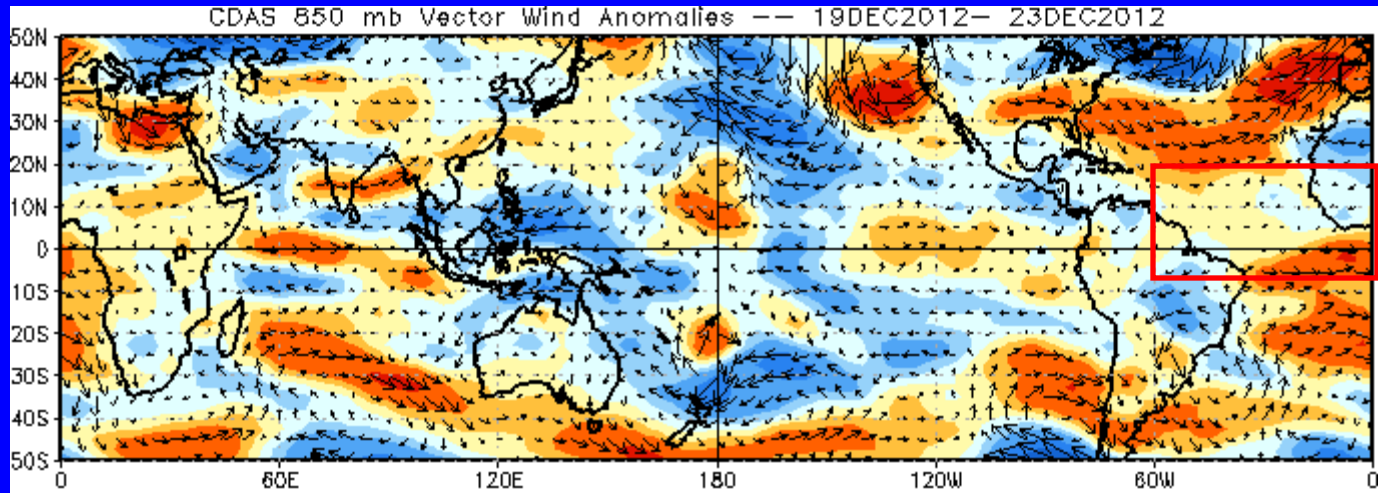 CDAS 850 mb Vector Wind Anomalies -- 19DEC2012- 23DEC2012
50N
40N
30N
20N
10N
0
10S
20S
30S
40S
50S
0 60E 120E 180 120W 60W 0